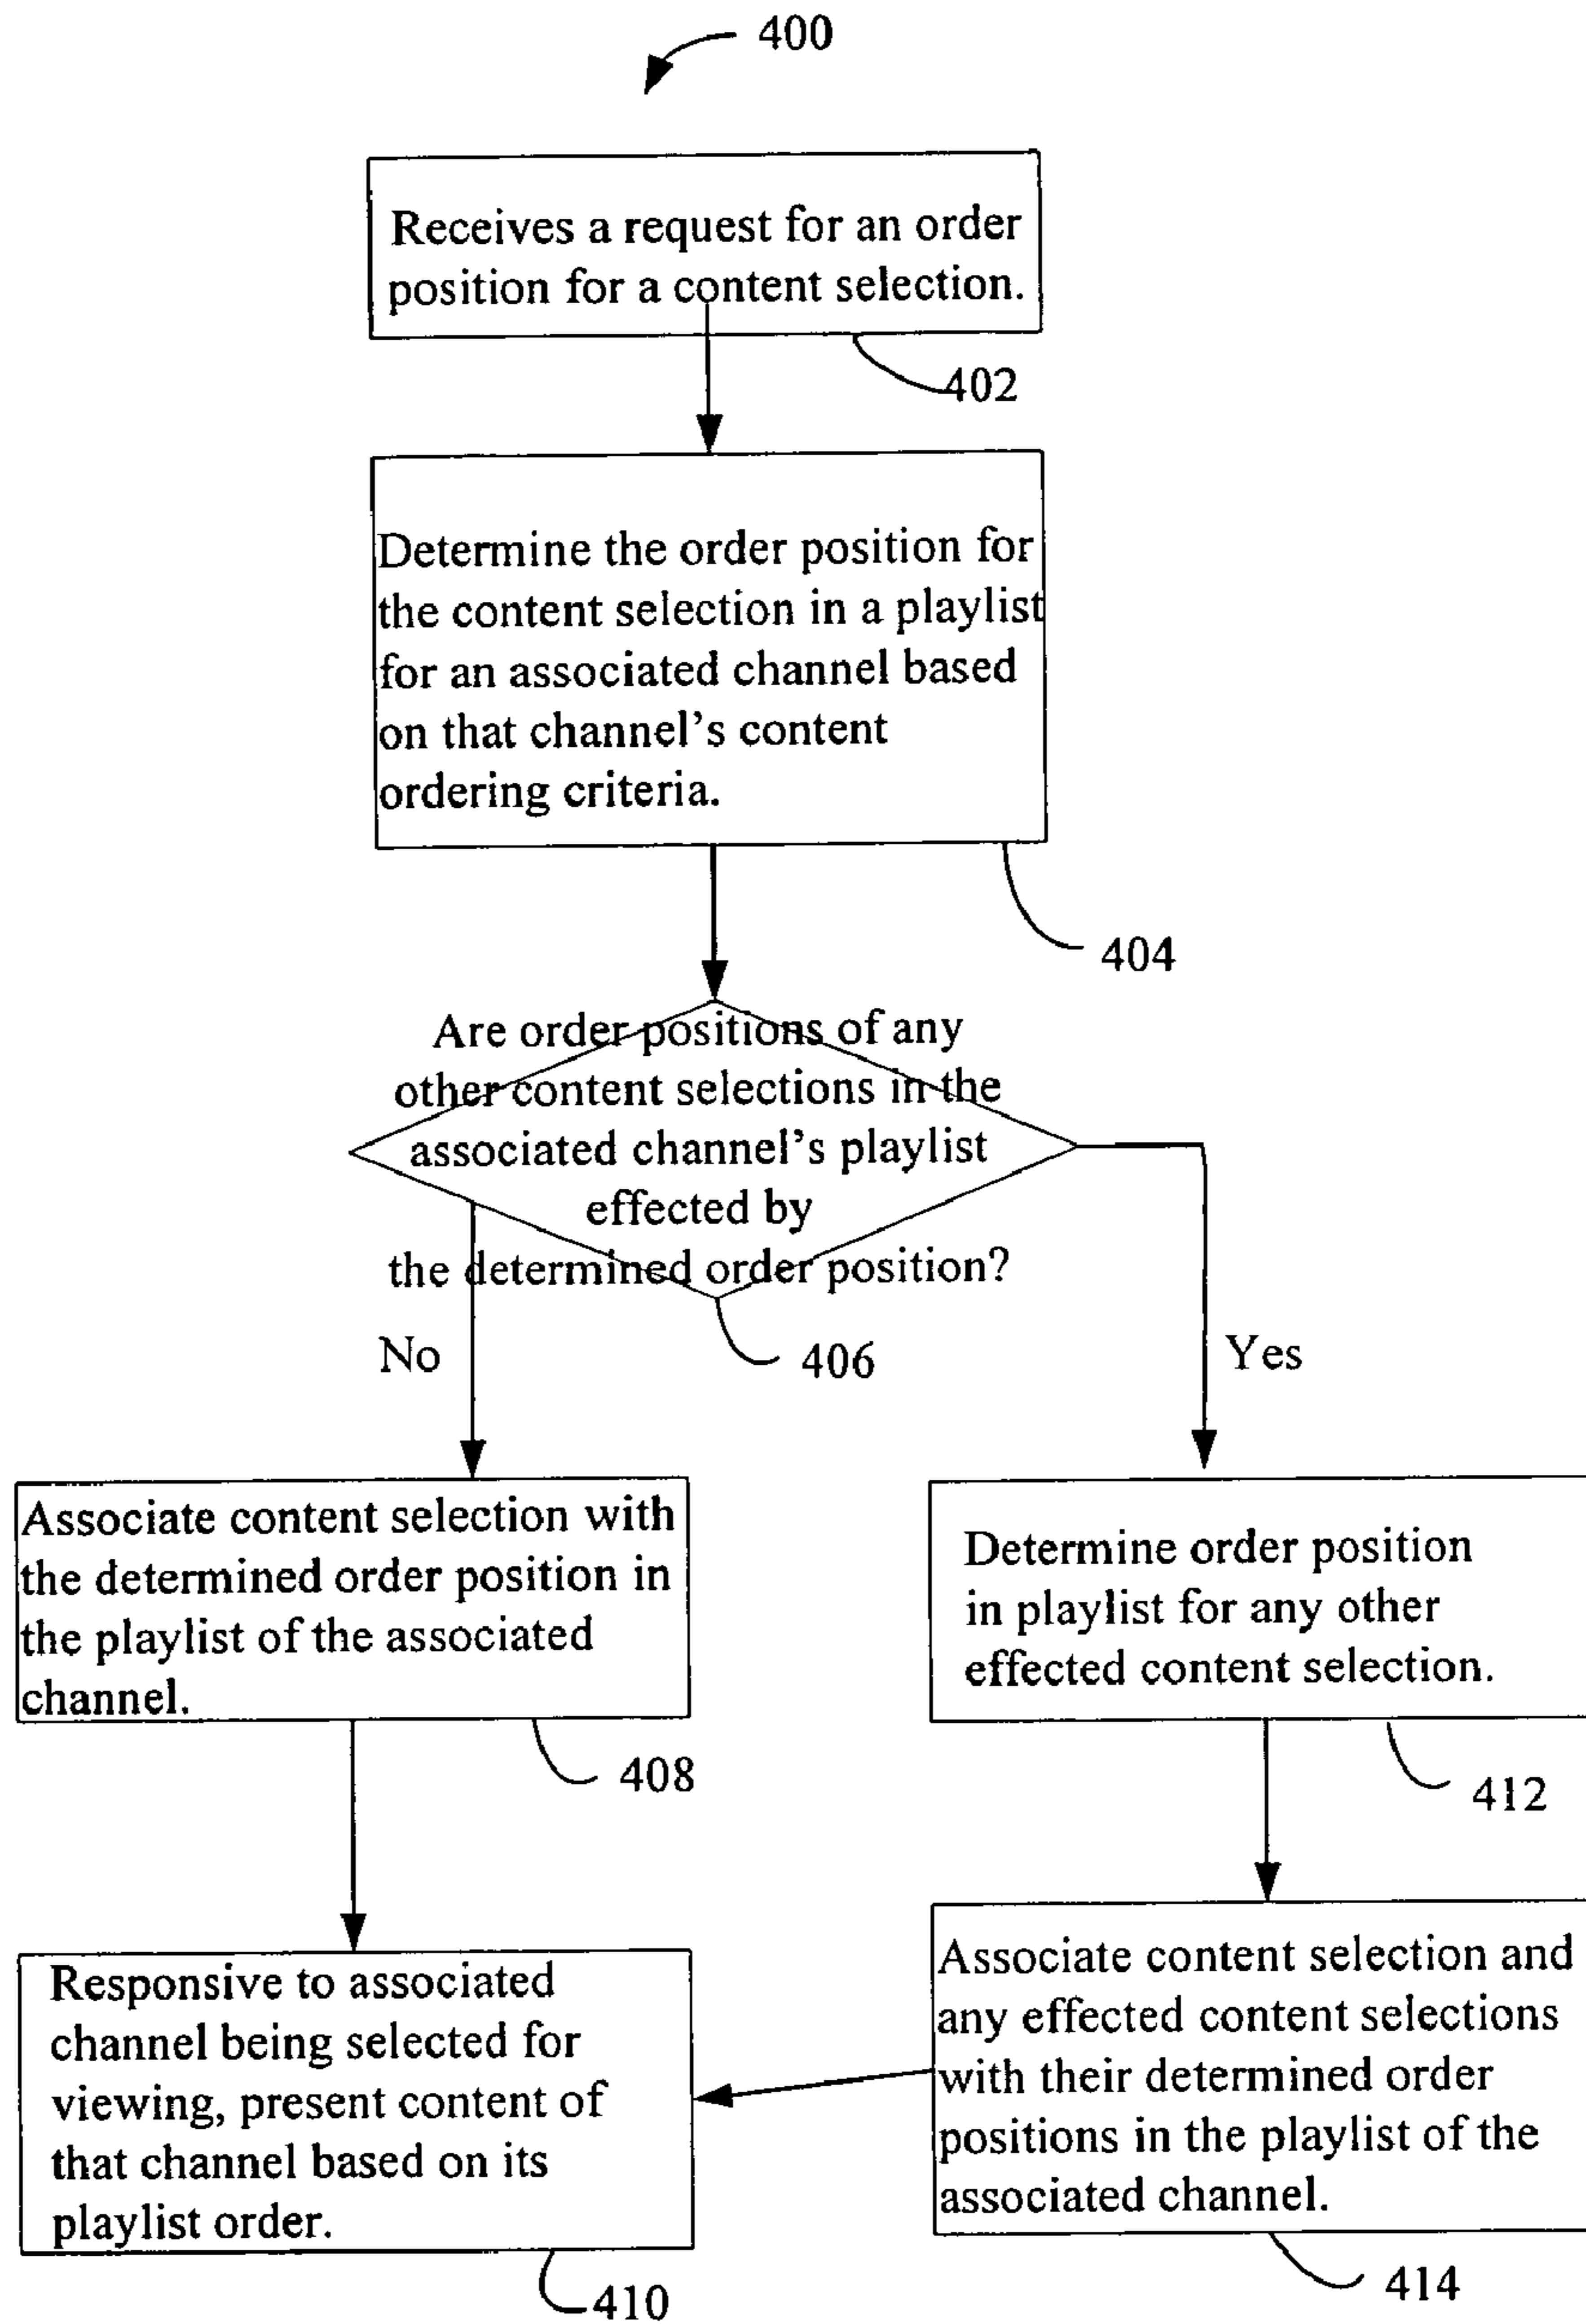 400
Receives a request for an order
position for a content selection.
402
Determine the order position for
the content selection in a playlist
for an associated channel based
on that channel's content
ordering criteria.
404
Are order positions of any
other content selections in the
associated channel's playlist
effected by
the determined order position?
406
No
Yes
Associate content selection with
the determined order position in
the playlist of the associated
channel.
408
Determine order position
in playlist for any other
effected content selection.
412
Responsive to associated
channel being selected for
viewing, present content of
that channel based on its
playlist order.
410
Associate content selection and
any effected content selections
with their determined order
positions in the playlist of the
associated channel.
414